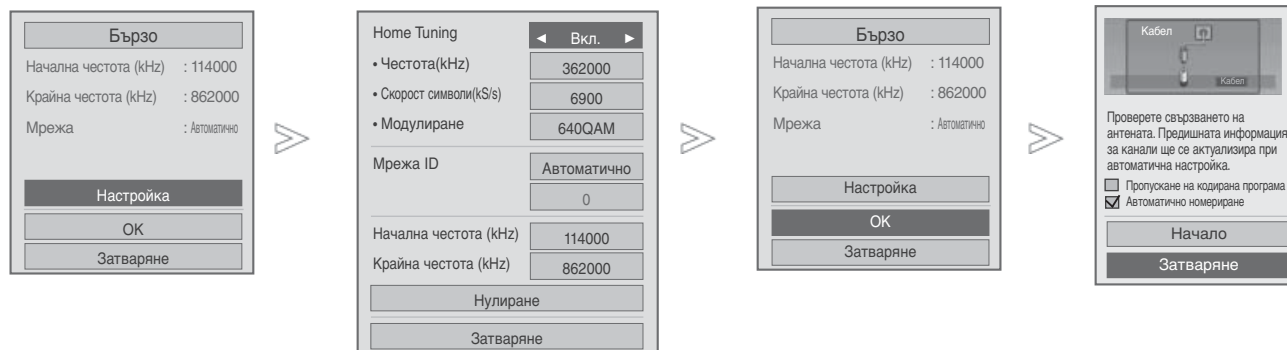 Бързо
Начална честота (kHz) : 114000
Крайна честота (kHz) : 862000
Мрежа : Автоматично
Настройка
OK
Затваряне
Home Tuning ◄ Вкл. ►
• Честота(kHz) 362000
• Скорост символи(kS/s) 6900
• Модулиране 640QAM
Мрежа ID Автоматично
0
Начална честота (kHz) 114000
Крайна честота (kHz) 862000
Нулиране
Затваряне
Бързо
Начална честота (kHz) : 114000
Крайна честота (kHz) : 862000
Мрежа : Автоматично
Настройка
OK
Затваряне
Кабел
Кабел
Проверете свързването на
антената. Предишната информация
за канали ще се актуализира при
автоматична настройка.
Пропускане на кодирана програма
Автоматично номериране
Начало
Затваряне